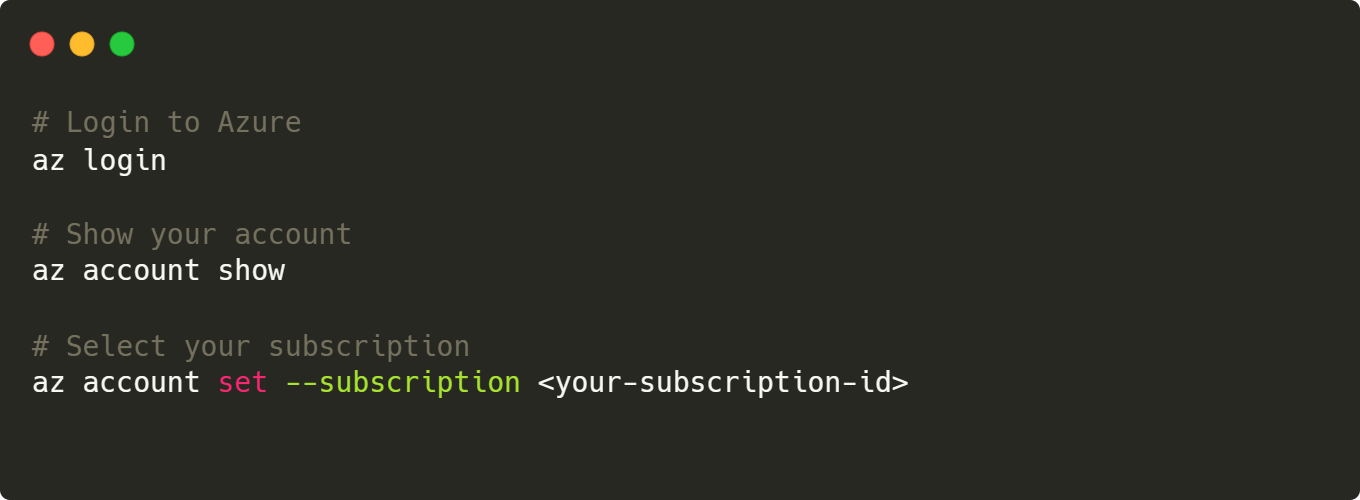 # Login to Azure
az login
# Show your account
az account show
# Select your subscription
az account set --subscription <your-subscription-id>